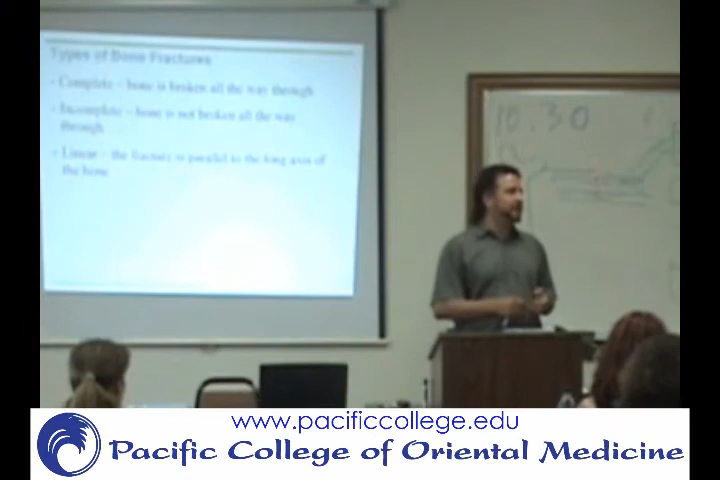 Types of Bone Fractures
- Complete – bone is broken all the way through
- Incomplete – bone is not broken all the way
through
- Linear – the fracture is parallel to the long axis of
the bone
10.30
www.pacificcollege.edu
Pacific College of Oriental Medicine